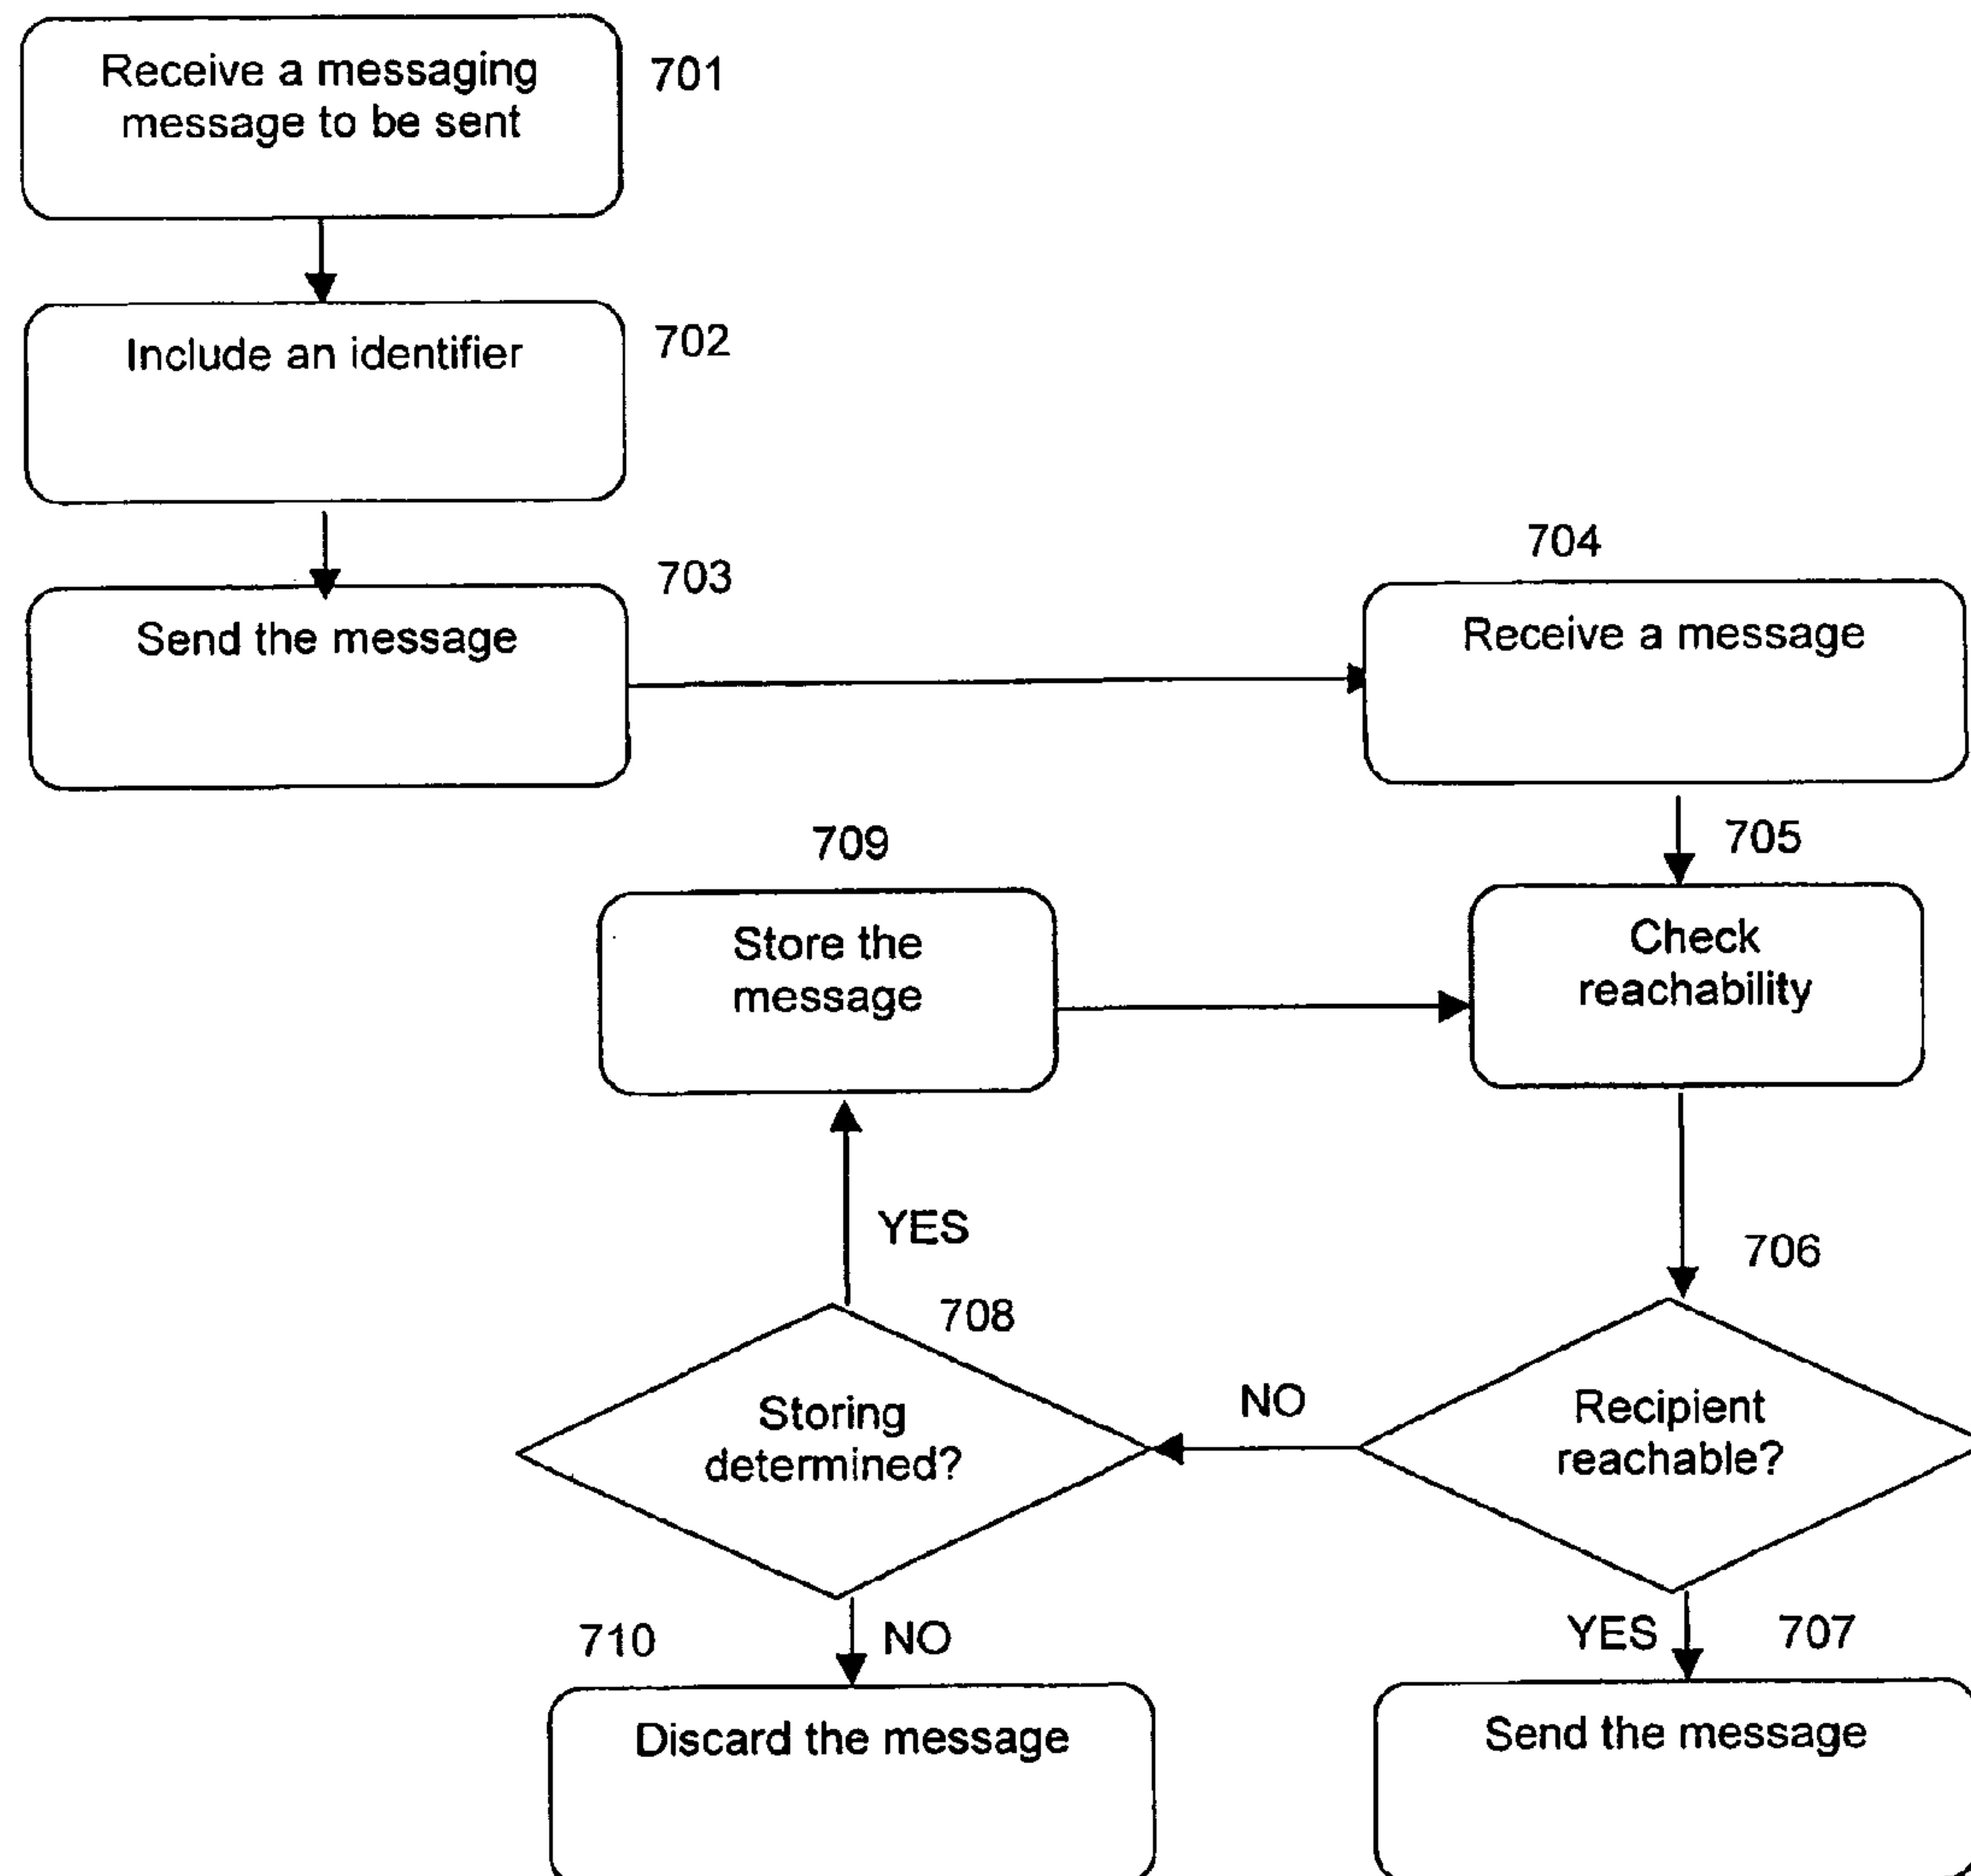 Receive a messaging
message to be sent
701
Include an identifier
702
Send the message
703
704
Receive a message
705
Check
reachability
709
Store the
message
YES
706
Recipient
reachable?
NO
708
Storing
determined?
710
NO
Discard the message
YES
707
Send the message